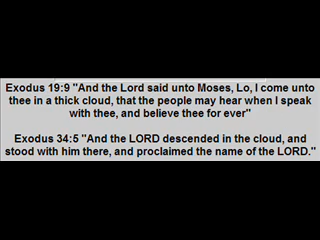 Exodus 19:9 "And the Lord said unto Moses, Lo, I come unto
thee in a thick cloud, that the people may hear when I speak
with thee, and believe thee for ever"
Exodus 34:5 "And the LORD descended in the cloud, and
stood with him there, and proclaimed the name of the LORD."